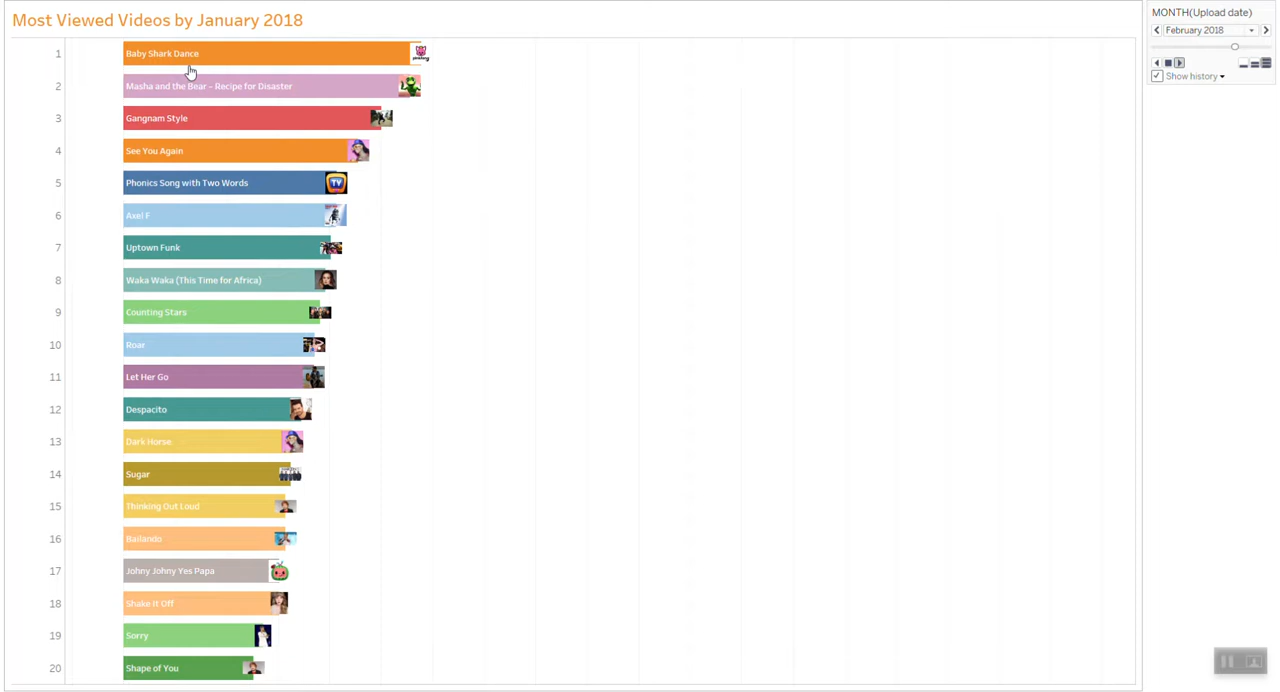 Most Viewed Videos by January 2018
MONTH(Upload date)
February 2018
Show history
1 Baby Shark Dance
2 Masha and the Bear – Recipe for Disaster
3 Gangnam Style
4 See You Again
5 Phonics Song with Two Words
TV
6 Axel F
7 Uptown Funk
8 Waka Waka (This Time for Africa)
9 Counting Stars
10 Roar
11 Let Her Go
12 Despacito
13 Dark Horse
14 Sugar
15 Thinking Out Loud
16 Bailando
17 Johny Johny Yes Papa
18 Shake It Off
19 Sorry
20 Shape of You